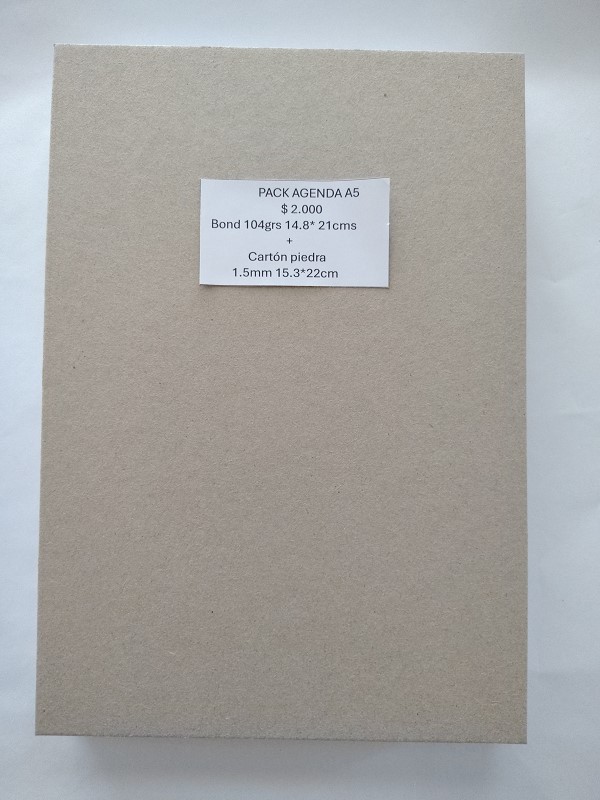 PACK AGENDA A5
$ 2.000
Bond 104grs 14.8* 21cms
+
Cartón piedra
1.5mm 15.3*22cm